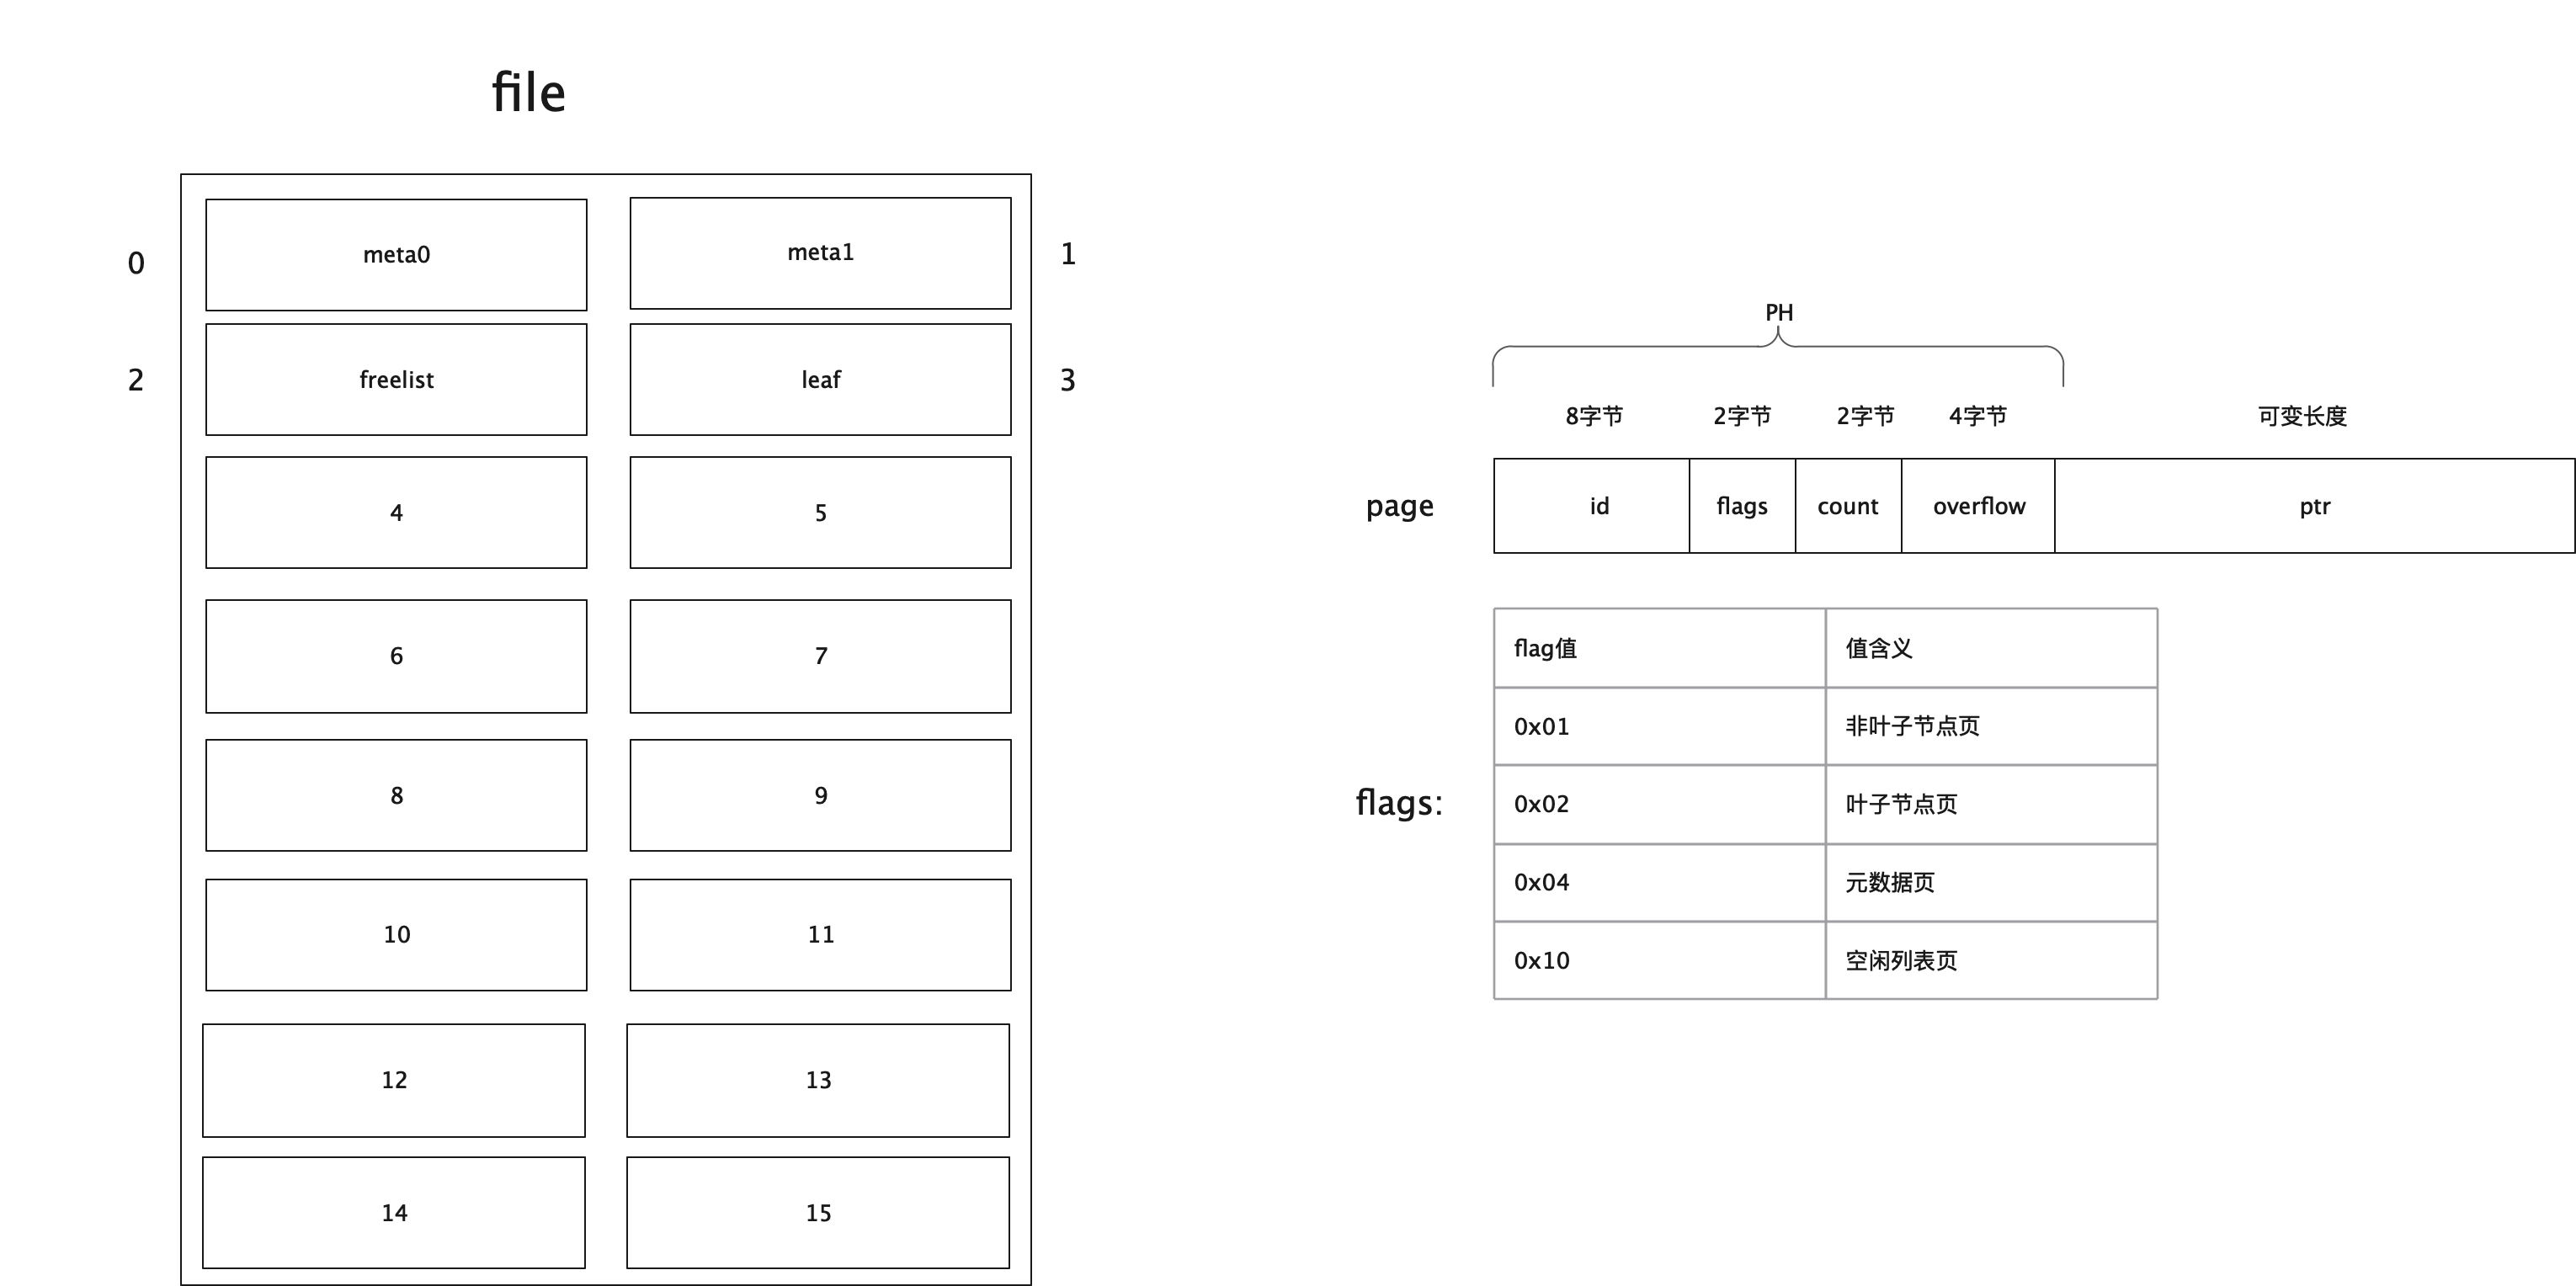 file
0
meta0
meta1
1
2
freelist
leaf
3
4
5
6
7
8
9
10
11
12
13
14
15
PH
8字节
2字节
2字节
4字节
可变长度
page
id
flags
count
overflow
ptr
flags:
flag值
值含义
0x01
非叶子节点页
0x02
叶子节点页
0x04
元数据页
0x10
空闲列表页